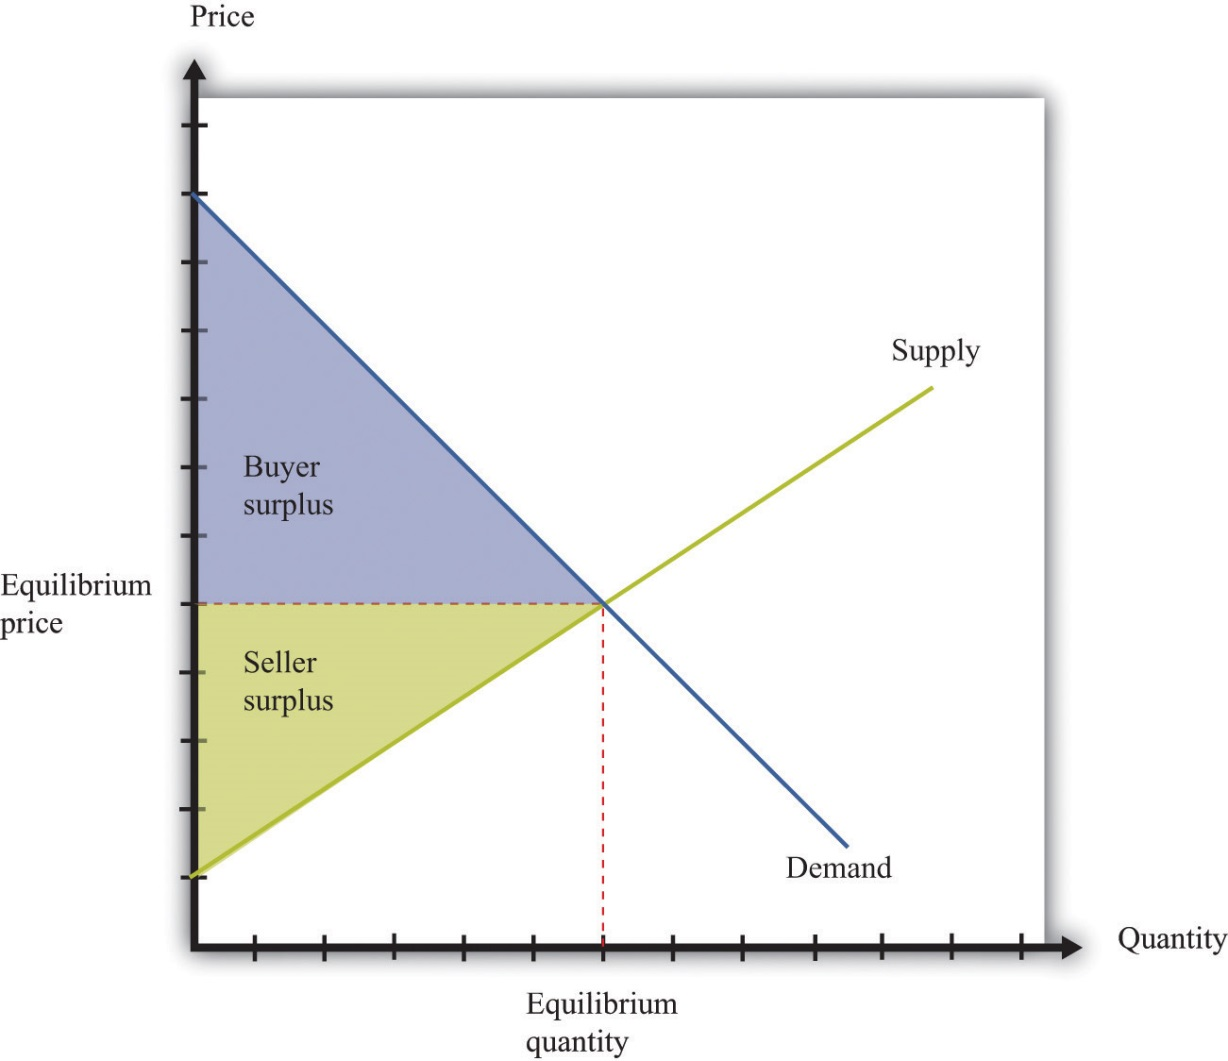 Price
Supply
Buyer
surplus
Equilibrium
price
Seller
surplus
Demand
Quantity
Equilibrium
quantity